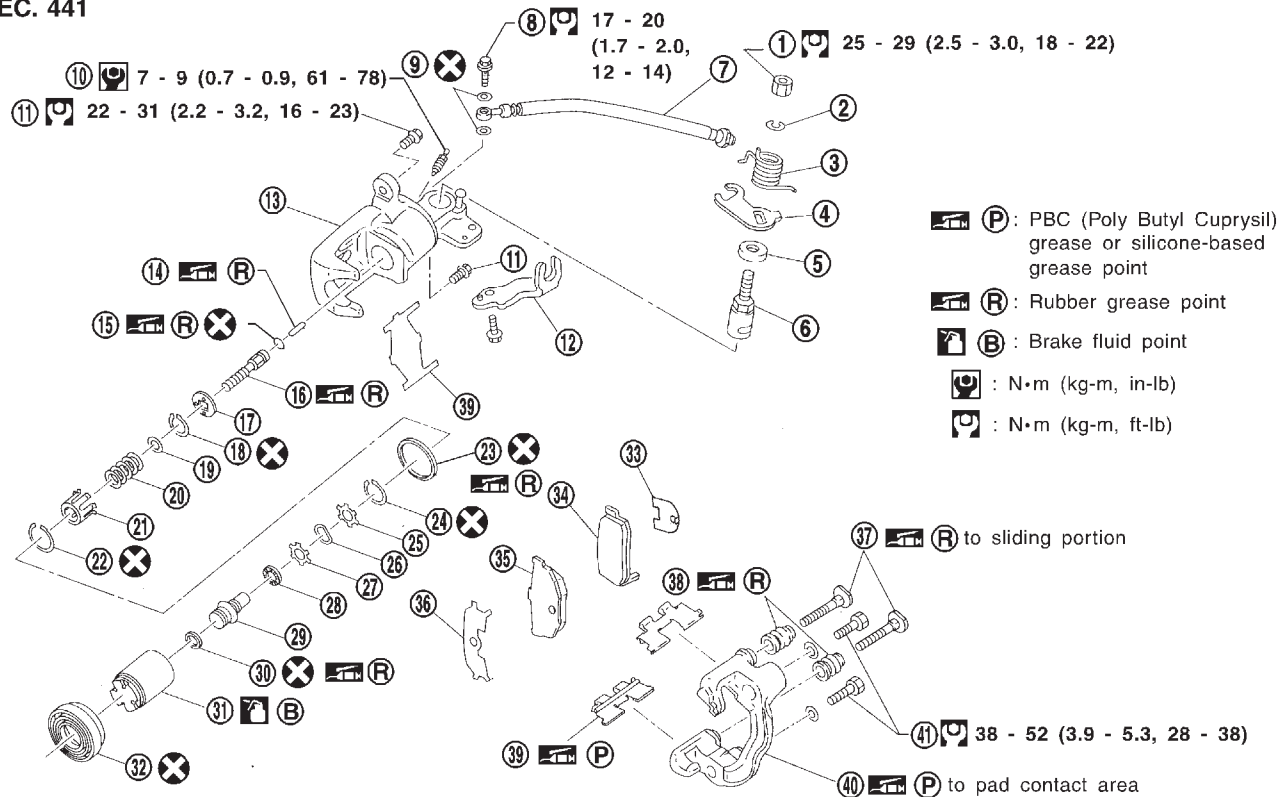 EC. 441
⑧ 17 - 20
(1.7 - 2.0,
12 - 14)
① 25 - 29 (2.5 - 3.0, 18 - 22)
⑩ 7 - 9 (0.7 - 0.9, 61 - 78)
⑨
⑦
⑪ 22 - 31 (2.2 - 3.2, 16 - 23)
②
③
④
⑤
⑥
⑬
⑪
⑫
⑭ Ⓡ
⑮ Ⓡ
⑯ Ⓡ
⑰
⑱
⑲
⑳
㉑
㉒
㊴
Ⓟ : PBC (Poly Butyl Cuprysil)
grease or silicone-based
grease point
Ⓡ : Rubber grease point
Ⓑ : Brake fluid point
: N•m (kg-m, in-lb)
: N•m (kg-m, ft-lb)
㉓
Ⓡ
㉔
㉕
㉖
㉗
㉘
㉙
㉚ Ⓡ
㉛ Ⓑ
㉜
㉝
㉞
㉟
㊱
㊲ Ⓡ to sliding portion
㊳ Ⓡ
㊴ Ⓟ
㊶ 38 - 52 (3.9 - 5.3, 28 - 38)
㊵ Ⓟ to pad contact area